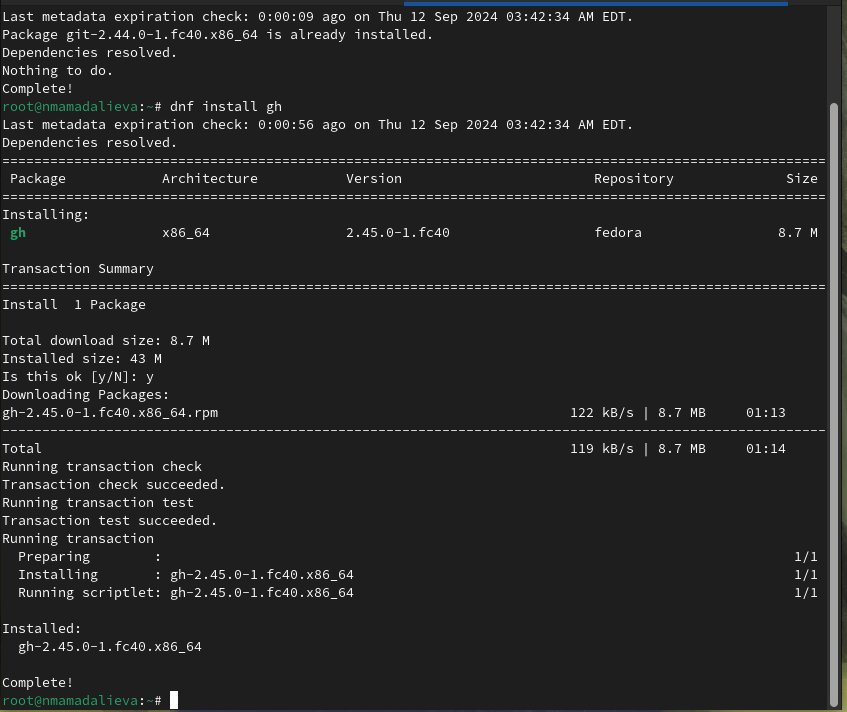 Last metadata expiration check: 0:00:09 ago on Thu 12 Sep 2024 03:42:34 AM EDT.
Package git-2.44.0-1.fc40.x86_64 is already installed.
Dependencies resolved.
Nothing to do.
Complete!
root@nmamadalieva:~# dnf install gh
Last metadata expiration check: 0:00:56 ago on Thu 12 Sep 2024 03:42:34 AM EDT.
Dependencies resolved.
================================================================================
Package Architecture Version Repository Size
================================================================================
Installing:
gh x86_64 2.45.0-1.fc40 fedora 8.7 M
Transaction Summary
================================================================================
Install 1 Package
Total download size: 8.7 M
Installed size: 43 M
Is this ok [y/N]: y
Downloading Packages:
gh-2.45.0-1.fc40.x86_64.rpm 122 kB/s | 8.7 MB 01:13
--------------------------------------------------------------------------------
Total 119 kB/s | 8.7 MB 01:14
Running transaction check
Transaction check succeeded.
Running transaction test
Transaction test succeeded.
Running transaction
Preparing : 1/1
Installing : gh-2.45.0-1.fc40.x86_64 1/1
Running scriptlet: gh-2.45.0-1.fc40.x86_64 1/1
Installed:
gh-2.45.0-1.fc40.x86_64
Complete!
root@nmamadalieva:~#